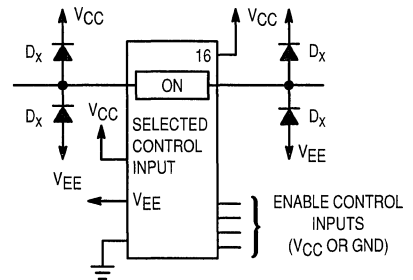 VCC
VCC
16
DX
DX
ON
DX
DX
VCC
SELECTED
CONTROL
INPUT
VEE
VEE
VEE
ENABLE CONTROL
INPUTS
(VCC OR GND)